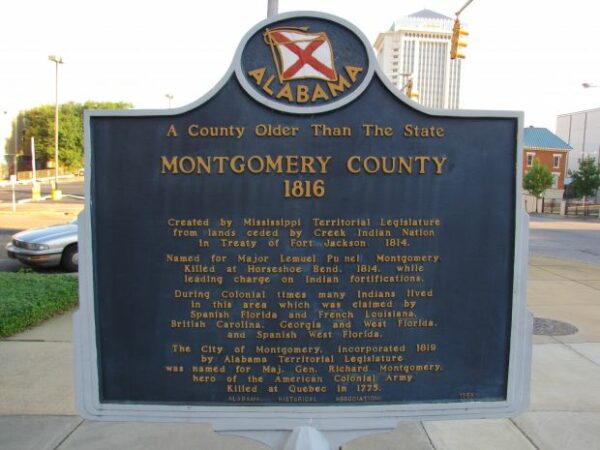 ALABAMA
A County Older Than The State
MONTGOMERY COUNTY
1816
Created by Mississippi Territorial Legislature
from lands ceded by Creek Indian Nation
in Treaty of Fort Jackson 1814.
Named for Major Lemuel Pu nel Montgomery
Killed at Horseshoe Bend, 1814, while
leading charge on Indian fortifications.
During Colonial times many Indians lived
in this area which was claimed by
Spanish Florida and French Louisiana,
British Carolina, Georgia and West Florida,
and Spanish West Florida.
The City of Montgomery, incorporated 1819
by Alabama Territorial Legislature
was named for Maj. Gen. Richard Montgomery,
hero of the American Colonial Army
Killed at Quebec in 1775.
ALABAMA HISTORICAL ASSOCIATION